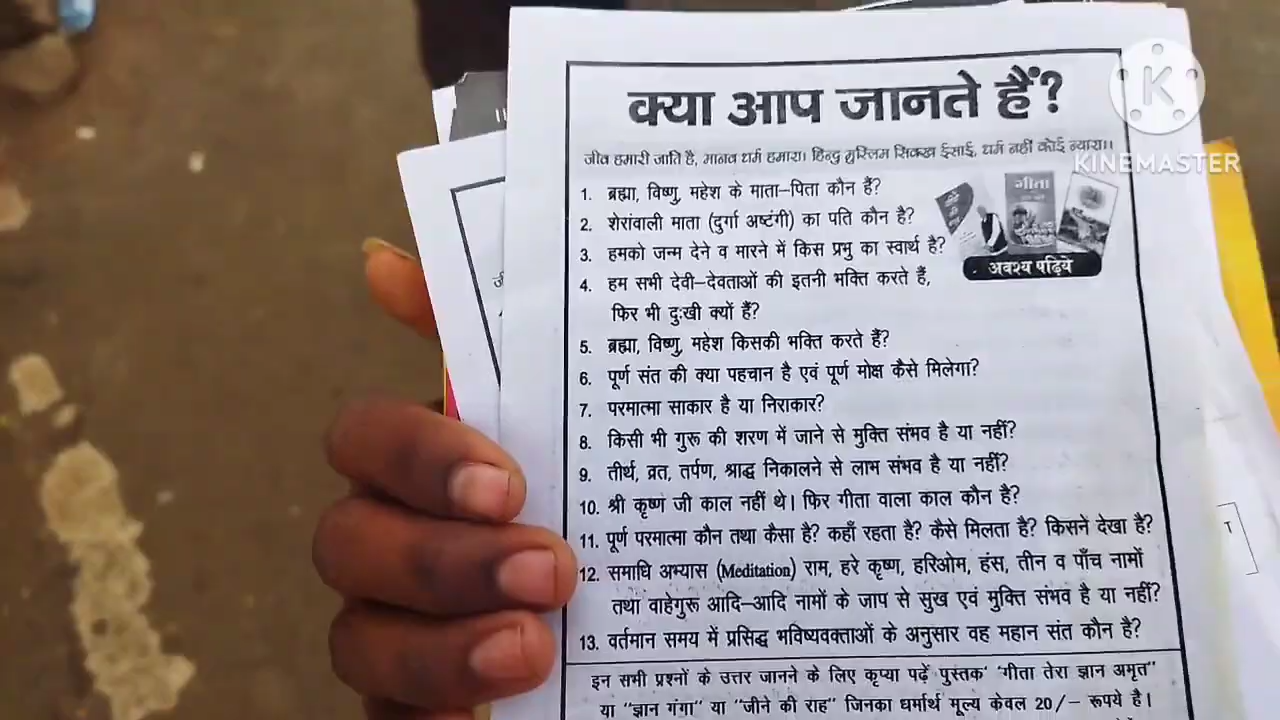 क्या आप जानते हैं?
जीव हमारी जाति है, मानव धर्म हमारा। हिन्दु मुस्लिम सिक्ख ईसाई, धर्म नहीं कोई न्यारा।।
KINEMASTER
1. ब्रह्मा, विष्णु, महेश के माता–पिता कौन हैं?
2. शेरांवाली माता (दुर्गा अष्टंगी) का पति कौन है?
3. हमको जन्म देने व मारने में किस प्रभु का स्वार्थ है?
गीता
अवश्य पढ़िये
4. हम सभी देवी–देवताओं की इतनी भक्ति करते हैं,
फिर भी दुःखी क्यों हैं?
5. ब्रह्मा, विष्णु, महेश किसकी भक्ति करते हैं?
6. पूर्ण संत की क्या पहचान है एवं पूर्ण मोक्ष कैसे मिलेगा?
7. परमात्मा साकार है या निराकार?
8. किसी भी गुरू की शरण में जाने से मुक्ति संभव है या नहीं?
9. तीर्थ, व्रत, तर्पण, श्राद्ध निकालने से लाभ संभव है या नहीं?
10. श्री कृष्ण जी काल नहीं थे। फिर गीता वाला काल कौन है?
11. पूर्ण परमात्मा कौन तथा कैसा है? कहाँ रहता है? कैसे मिलता है? किसनें देखा है?
12. समाधि अभ्यास (Meditation) राम, हरे कृष्ण, हरिओम, हंस, तीन व पाँच नामों
तथा वाहेगुरू आदि–आदि नामों के जाप से सुख एवं मुक्ति संभव है या नहीं?
13. वर्तमान समय में प्रसिद्ध भविष्यवक्ताओं के अनुसार वह महान संत कौन है?
इन सभी प्रश्नों के उत्तर जानने के लिए कृप्या पढ़ें पुस्तक' 'गीता तेरा ज्ञान अमृत"
या "ज्ञान गंगा" या "जीने की राह" जिनका धर्मार्थ मूल्य केवल 20/– रूपये है।